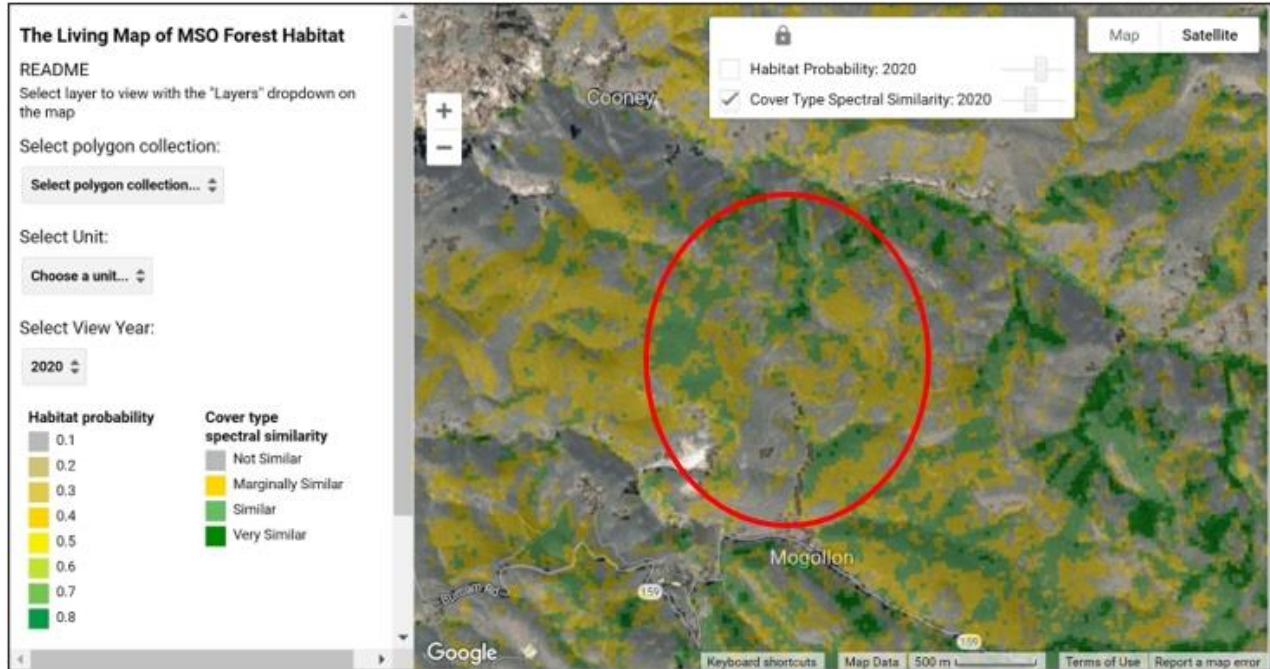 The Living Map of MSO Forest Habitat
README
Select layer to view with the "Layers" dropdown on
the map
Select polygon collection:
Select polygon collection...
Select Unit:
Choose a unit...
Select View Year:
2020
Habitat probability
0.1
0.2
0.3
0.4
0.5
0.6
0.7
0.8
Cover type
spectral similarity
Not Similar
Marginally Similar
Similar
Very Similar
Habitat Probability: 2020
Cover Type Spectral Similarity: 2020
Map Satellite
Cooney
Mogollon
Bursum Rd
159
159
Google
Keyboard shortcuts Map Data 500 m Terms of Use Report a map error